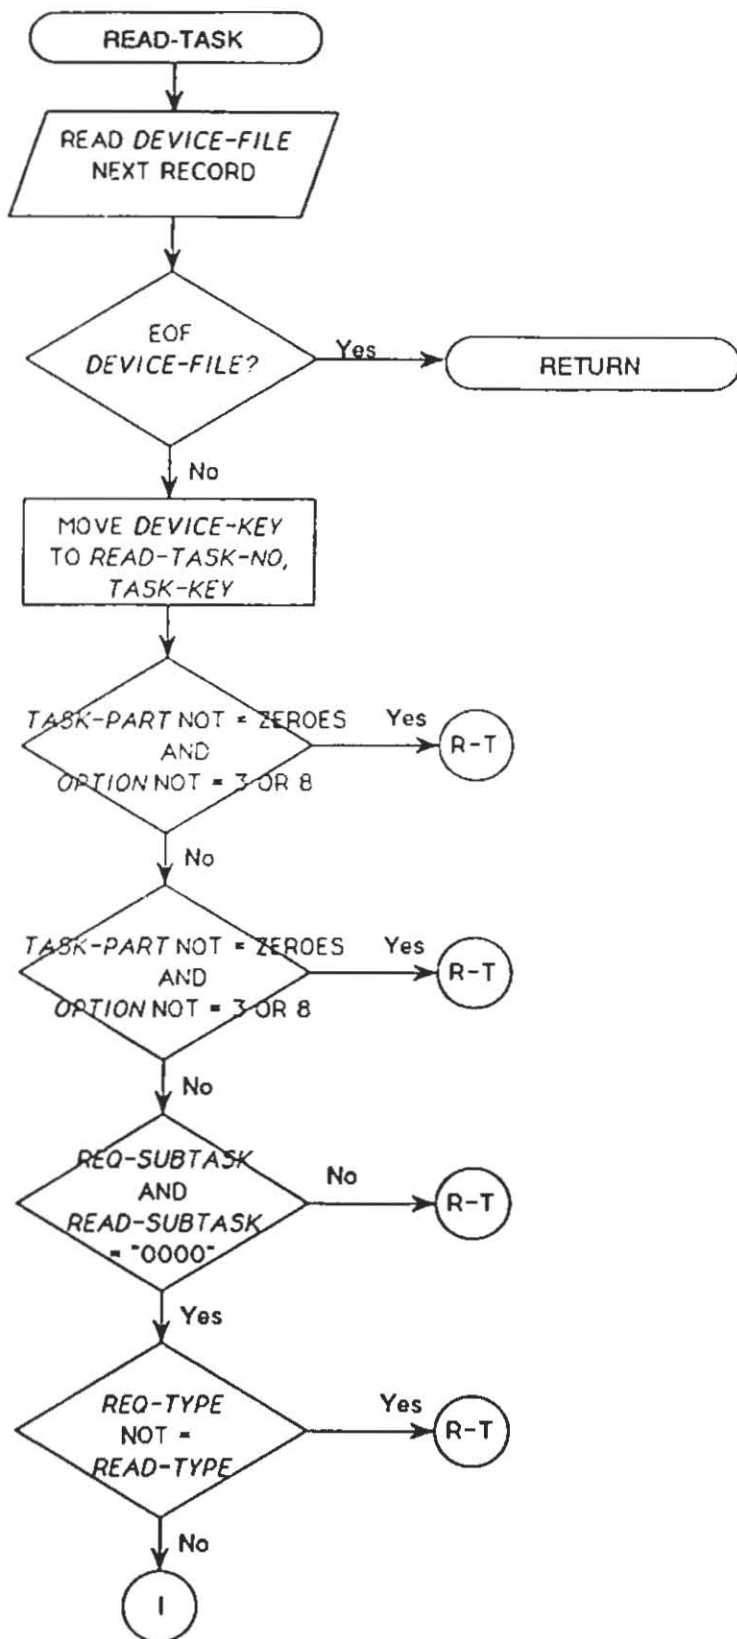 READ-TASK
READ DEVICE-FILE
NEXT RECORD
EOF
DEVICE-FILE?
Yes
RETURN
No
MOVE DEVICE-KEY
TO READ-TASK-NO,
TASK-KEY
TASK-PART NOT = ZEROES
AND
OPTION NOT = 3 OR 8
Yes
R-T
No
TASK-PART NOT = ZEROES
AND
OPTION NOT = 3 OR 8
Yes
R-T
No
REQ-SUBTASK
AND
READ-SUBTASK
= "0000"
No
R-T
Yes
REQ-TYPE
NOT =
READ-TYPE
Yes
R-T
No
I